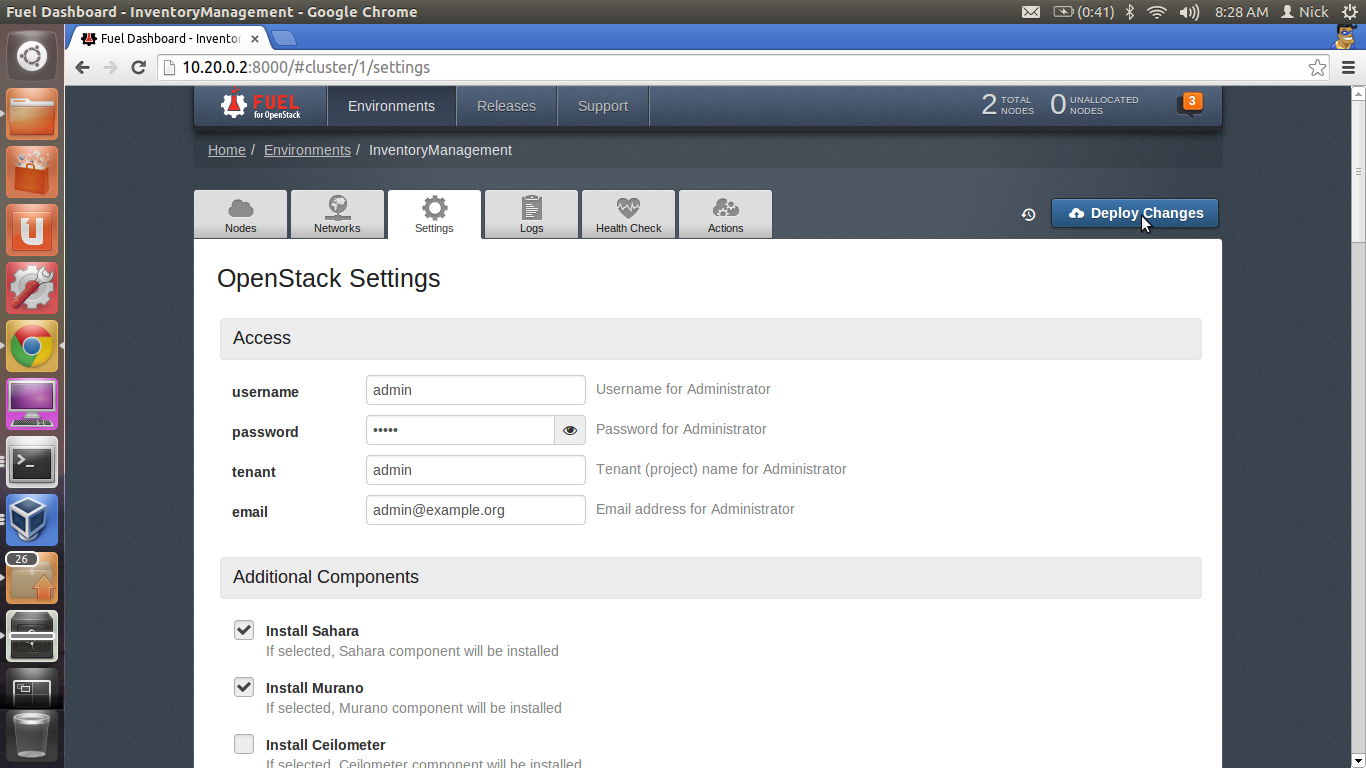 Fuel Dashboard - InventoryManagement - Google Chrome
(0:41) 8:28 AM Nick
Fuel Dashboard - Inventor
10.20.0.2:8000/#cluster/1/settings
FUEL
for OpenStack
Environments
Releases
Support
2 TOTAL NODES
0 UNALLOCATED NODES
3
Home / Environments / InventoryManagement
Nodes
Networks
Settings
Logs
Health Check
Actions
Deploy Changes
OpenStack Settings
Access
username admin Username for Administrator
password ••••• Password for Administrator
tenant admin Tenant (project) name for Administrator
email admin@example.org Email address for Administrator
Additional Components
Install Sahara
If selected, Sahara component will be installed
Install Murano
If selected, Murano component will be installed
Install Ceilometer
If selected, Ceilometer component will be installed
26